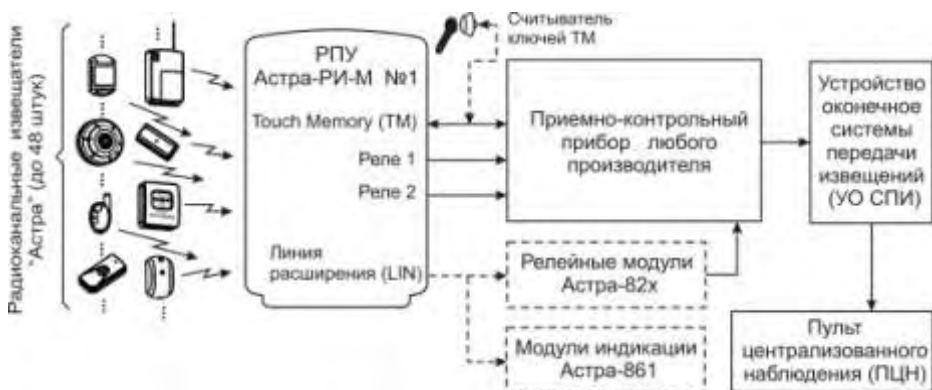 Радиоканальные извещатели
"Астра" (до 48 штук)
РПУ
Астра-РИ-М №1
Touch Memory (TM)
Реле 1
Реле 2
Линия
расширения (LIN)
Считыватель
ключей ТМ
Приемно-контрольный
прибор любого
производителя
Релейные модули
Астра-82х
Модули индикации
Астра-861
Устройство
оконечное
системы
передачи
извещений
(УО СПИ)
Пульт
централизованного
наблюдения (ПЦН)